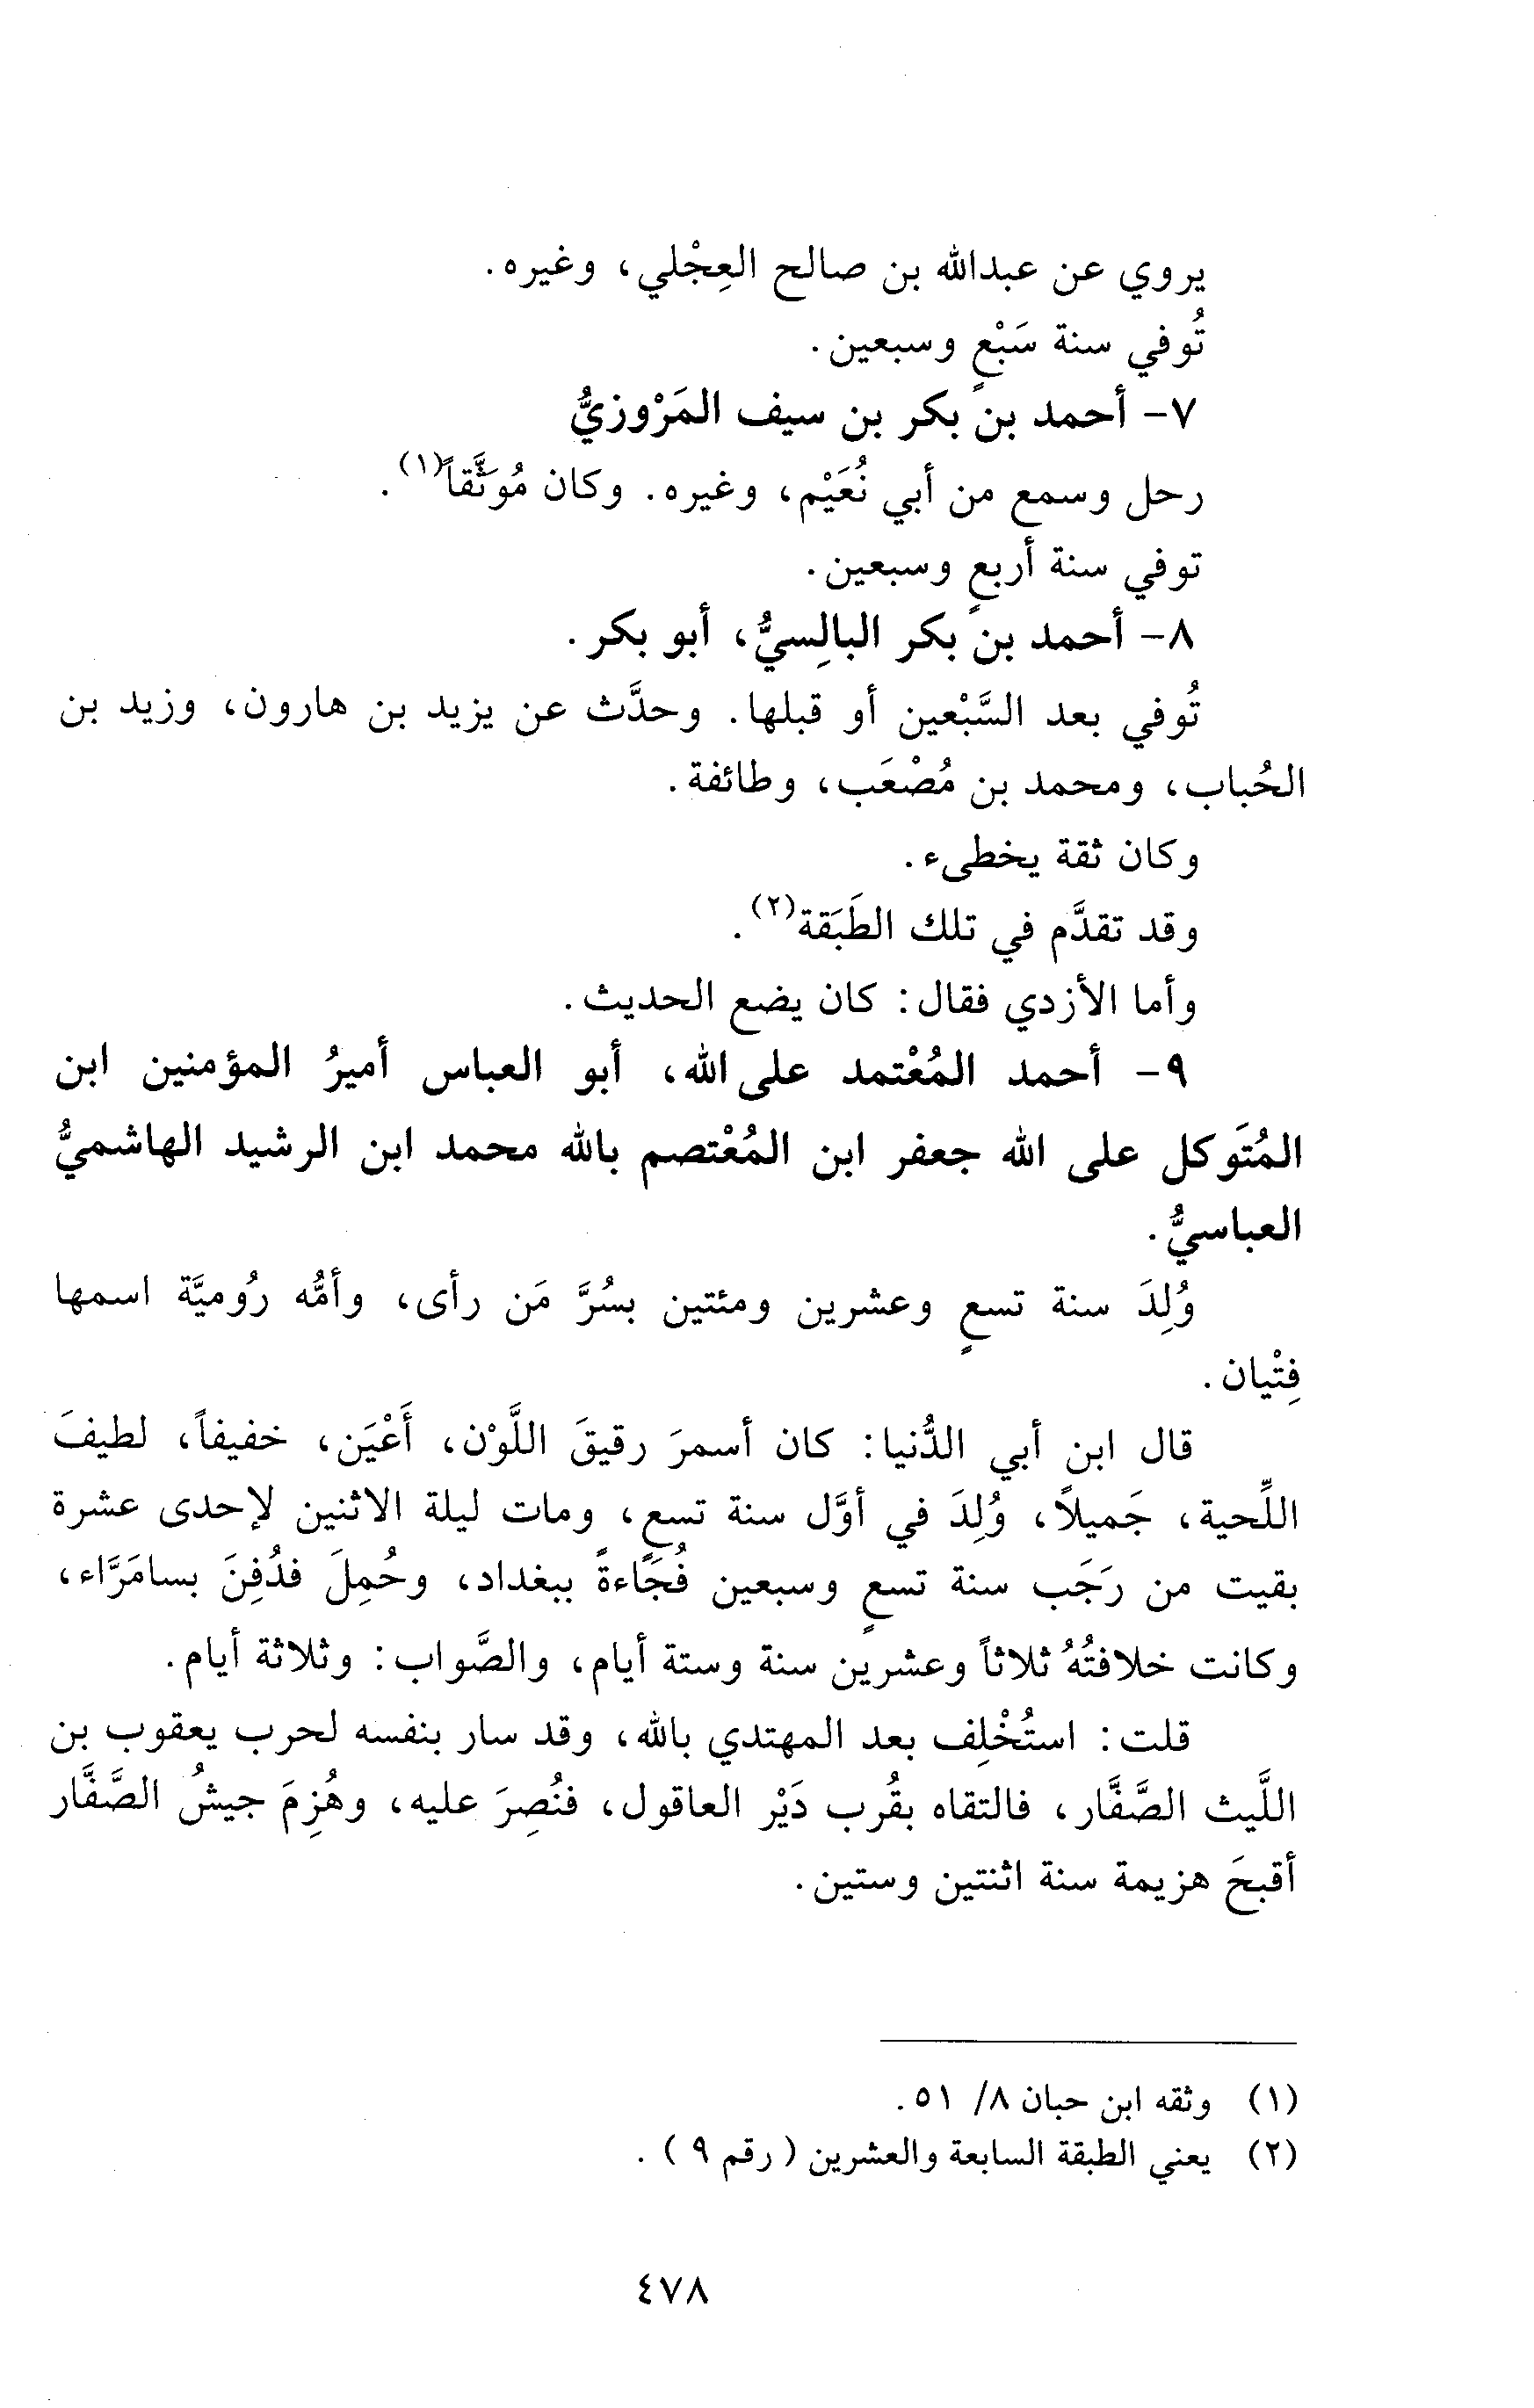 يروي عن عبدالله بن صالح العِجْلي، وغيره.
تُوفي سنة سَبْعٍ وسبعين.
٧- أحمد بن بكر بن سيف المَرْوزيُّ
رحل وسمع من أبي نُعَيْم، وغيره. وكان مُوَثَّقاً(١).
توفي سنة أربعٍ وسبعين.
٨- أحمد بن بكر البالِسيُّ، أبو بكر.
تُوفي بعد السَّبْعين أو قبلها. وحدَّث عن يزيد بن هارون، وزيد بن
الحُباب، ومحمد بن مُصْعَب، وطائفة.
وكان ثقة يخطىء.
وقد تقدَّم في تلك الطَبَقة(٢).
وأما الأزدي فقال: كان يضع الحديث.
٩- أحمد المُعْتمد على الله، أبو العباس أميرُ المؤمنين ابن
المُتَوكل على الله جعفر ابن المُعْتصم بالله محمد ابن الرشيد الهاشميُّ
العباسيُّ.
وُلِدَ سنة تسعٍ وعشرين ومئتين بسُرَّ مَن رأى، وأمُّه رُوميَّة اسمها
فِتْيان.
قال ابن أبي الدُّنيا: كان أسمرَ رقيقَ اللَّوْن، أَعْيَن، خفيفاً، لطيفَ
اللِّحية، جَميلاً، وُلِدَ في أوَّل سنة تسعٍ، ومات ليلة الاثنين لإحدى عشرة
بقيت من رَجَب سنة تسعٍ وسبعين فُجَاءةً ببغداد، وحُمِلَ فدُفِنَ بسامَرَّاء،
وكانت خلافتُهُ ثلاثاً وعشرين سنة وستة أيام، والصَّواب: وثلاثة أيام.
قلت: استُخْلِف بعد المهتدي بالله، وقد سار بنفسه لحرب يعقوب بن
اللَّيث الصَّفَّار، فالتقاه بقُرب دَيْر العاقول، فنُصِرَ عليه، وهُزِمَ جيشُ الصَّفَّار
أقبحَ هزيمة سنة اثنتين وستين.
(١) وثقه ابن حبان ٨/ ٥١.
(٢) يعني الطبقة السابعة والعشرين (رقم ٩).
٤٧٨